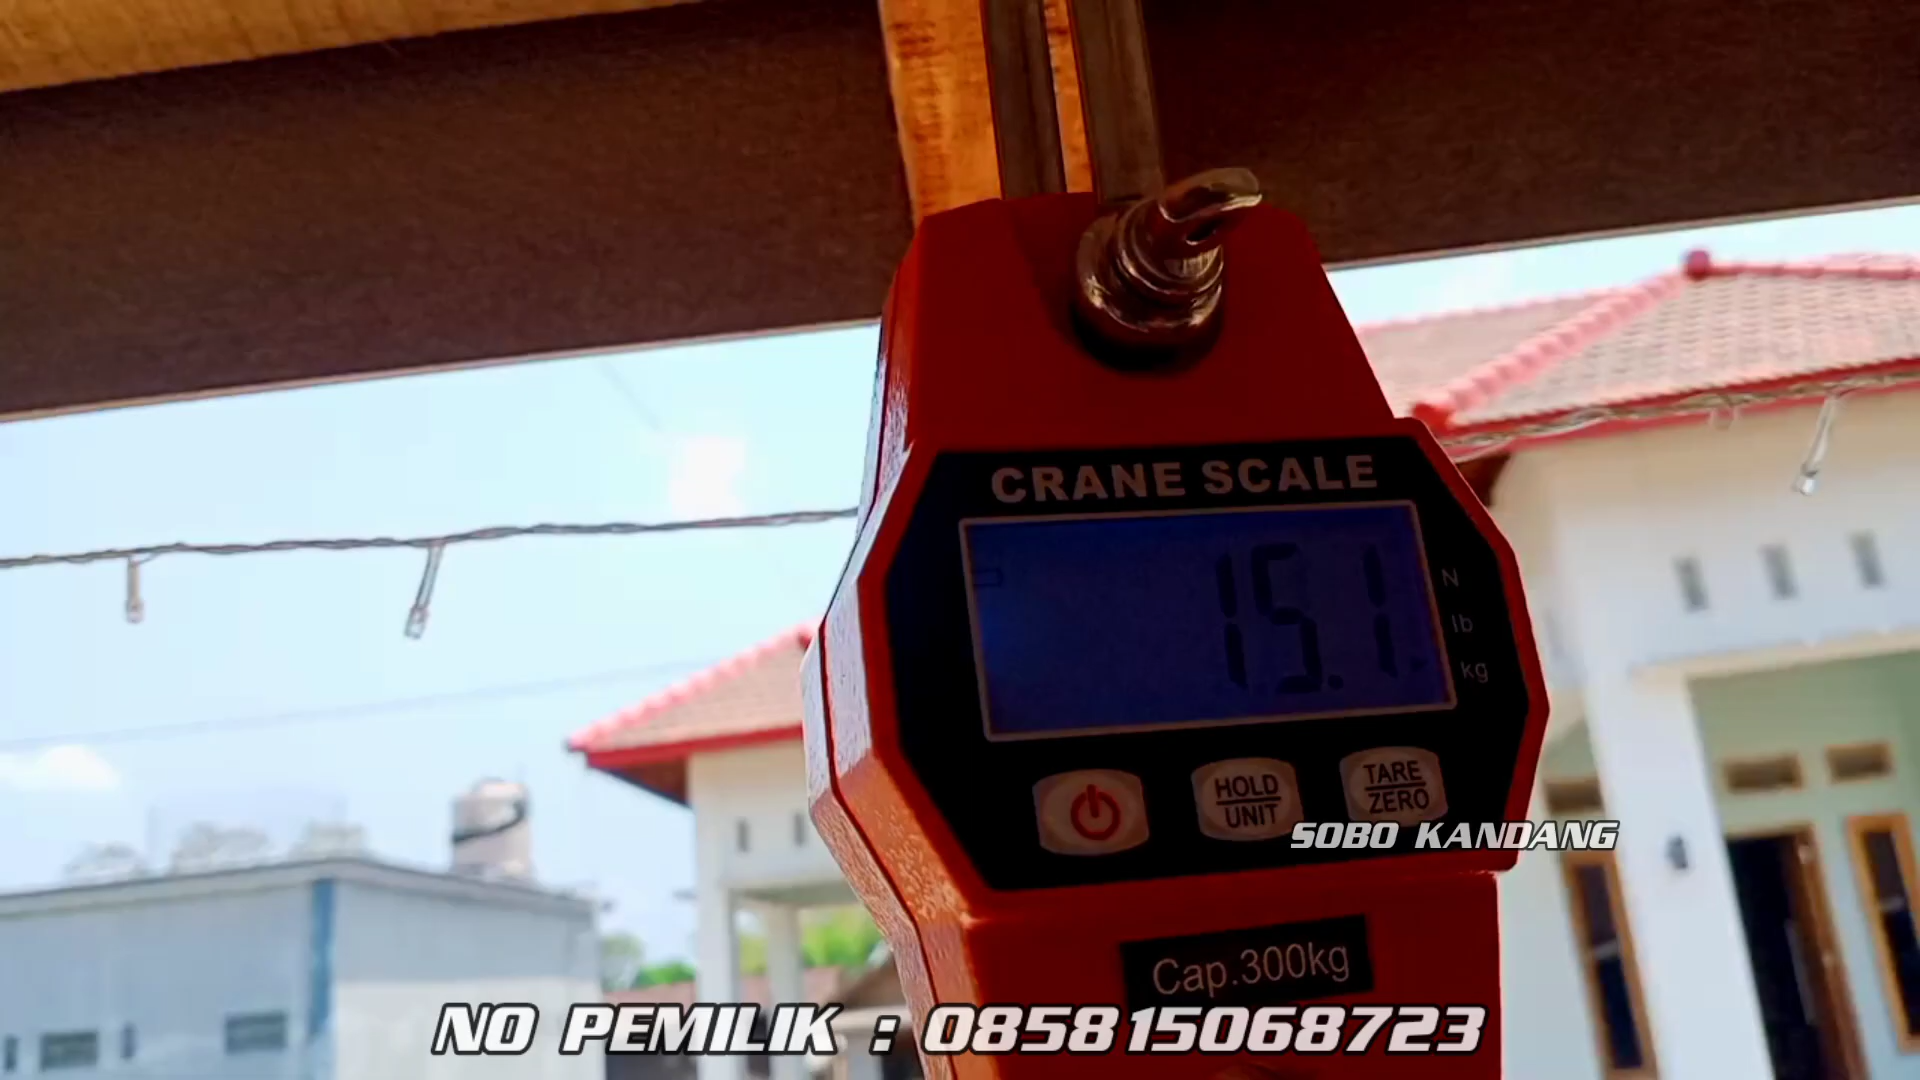 CRANE SCALE
15.1
N
lb
kg
HOLD
UNIT
TARE
ZERO
SOBO KANDANG
Cap.300kg
NO PEMILIK : 085815068723